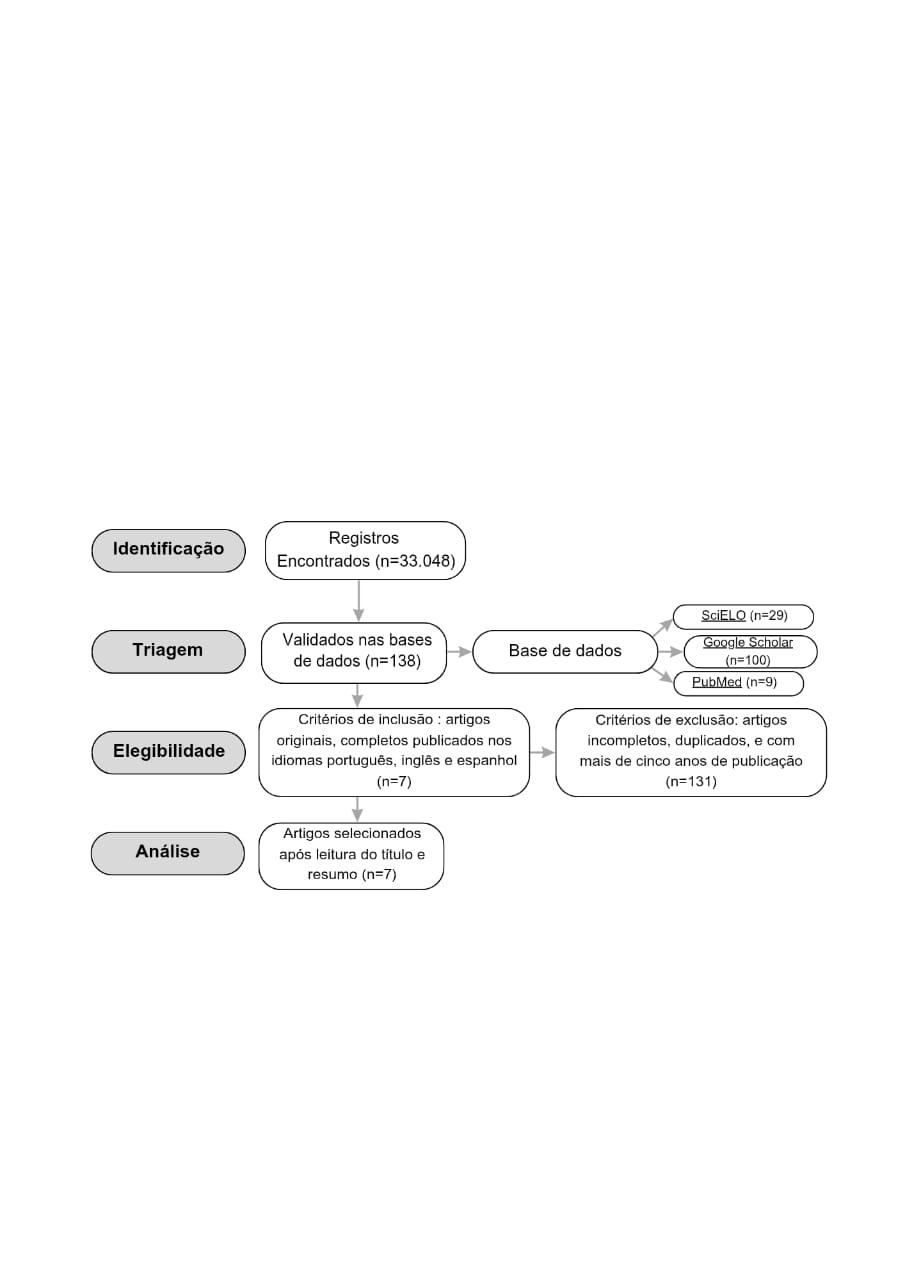 Identificação
Registros
Encontrados (n=33.048)
Triagem
Validados nas bases
de dados (n=138)
Base de dados
SciELO (n=29)
Google Scholar
(n=100)
PubMed (n=9)
Elegibilidade
Critérios de inclusão : artigos
originais, completos publicados nos
idiomas português, inglês e espanhol
(n=7)
Critérios de exclusão: artigos
incompletos, duplicados, e com
mais de cinco anos de publicação
(n=131)
Análise
Artigos selecionados
após leitura do título e
resumo (n=7)